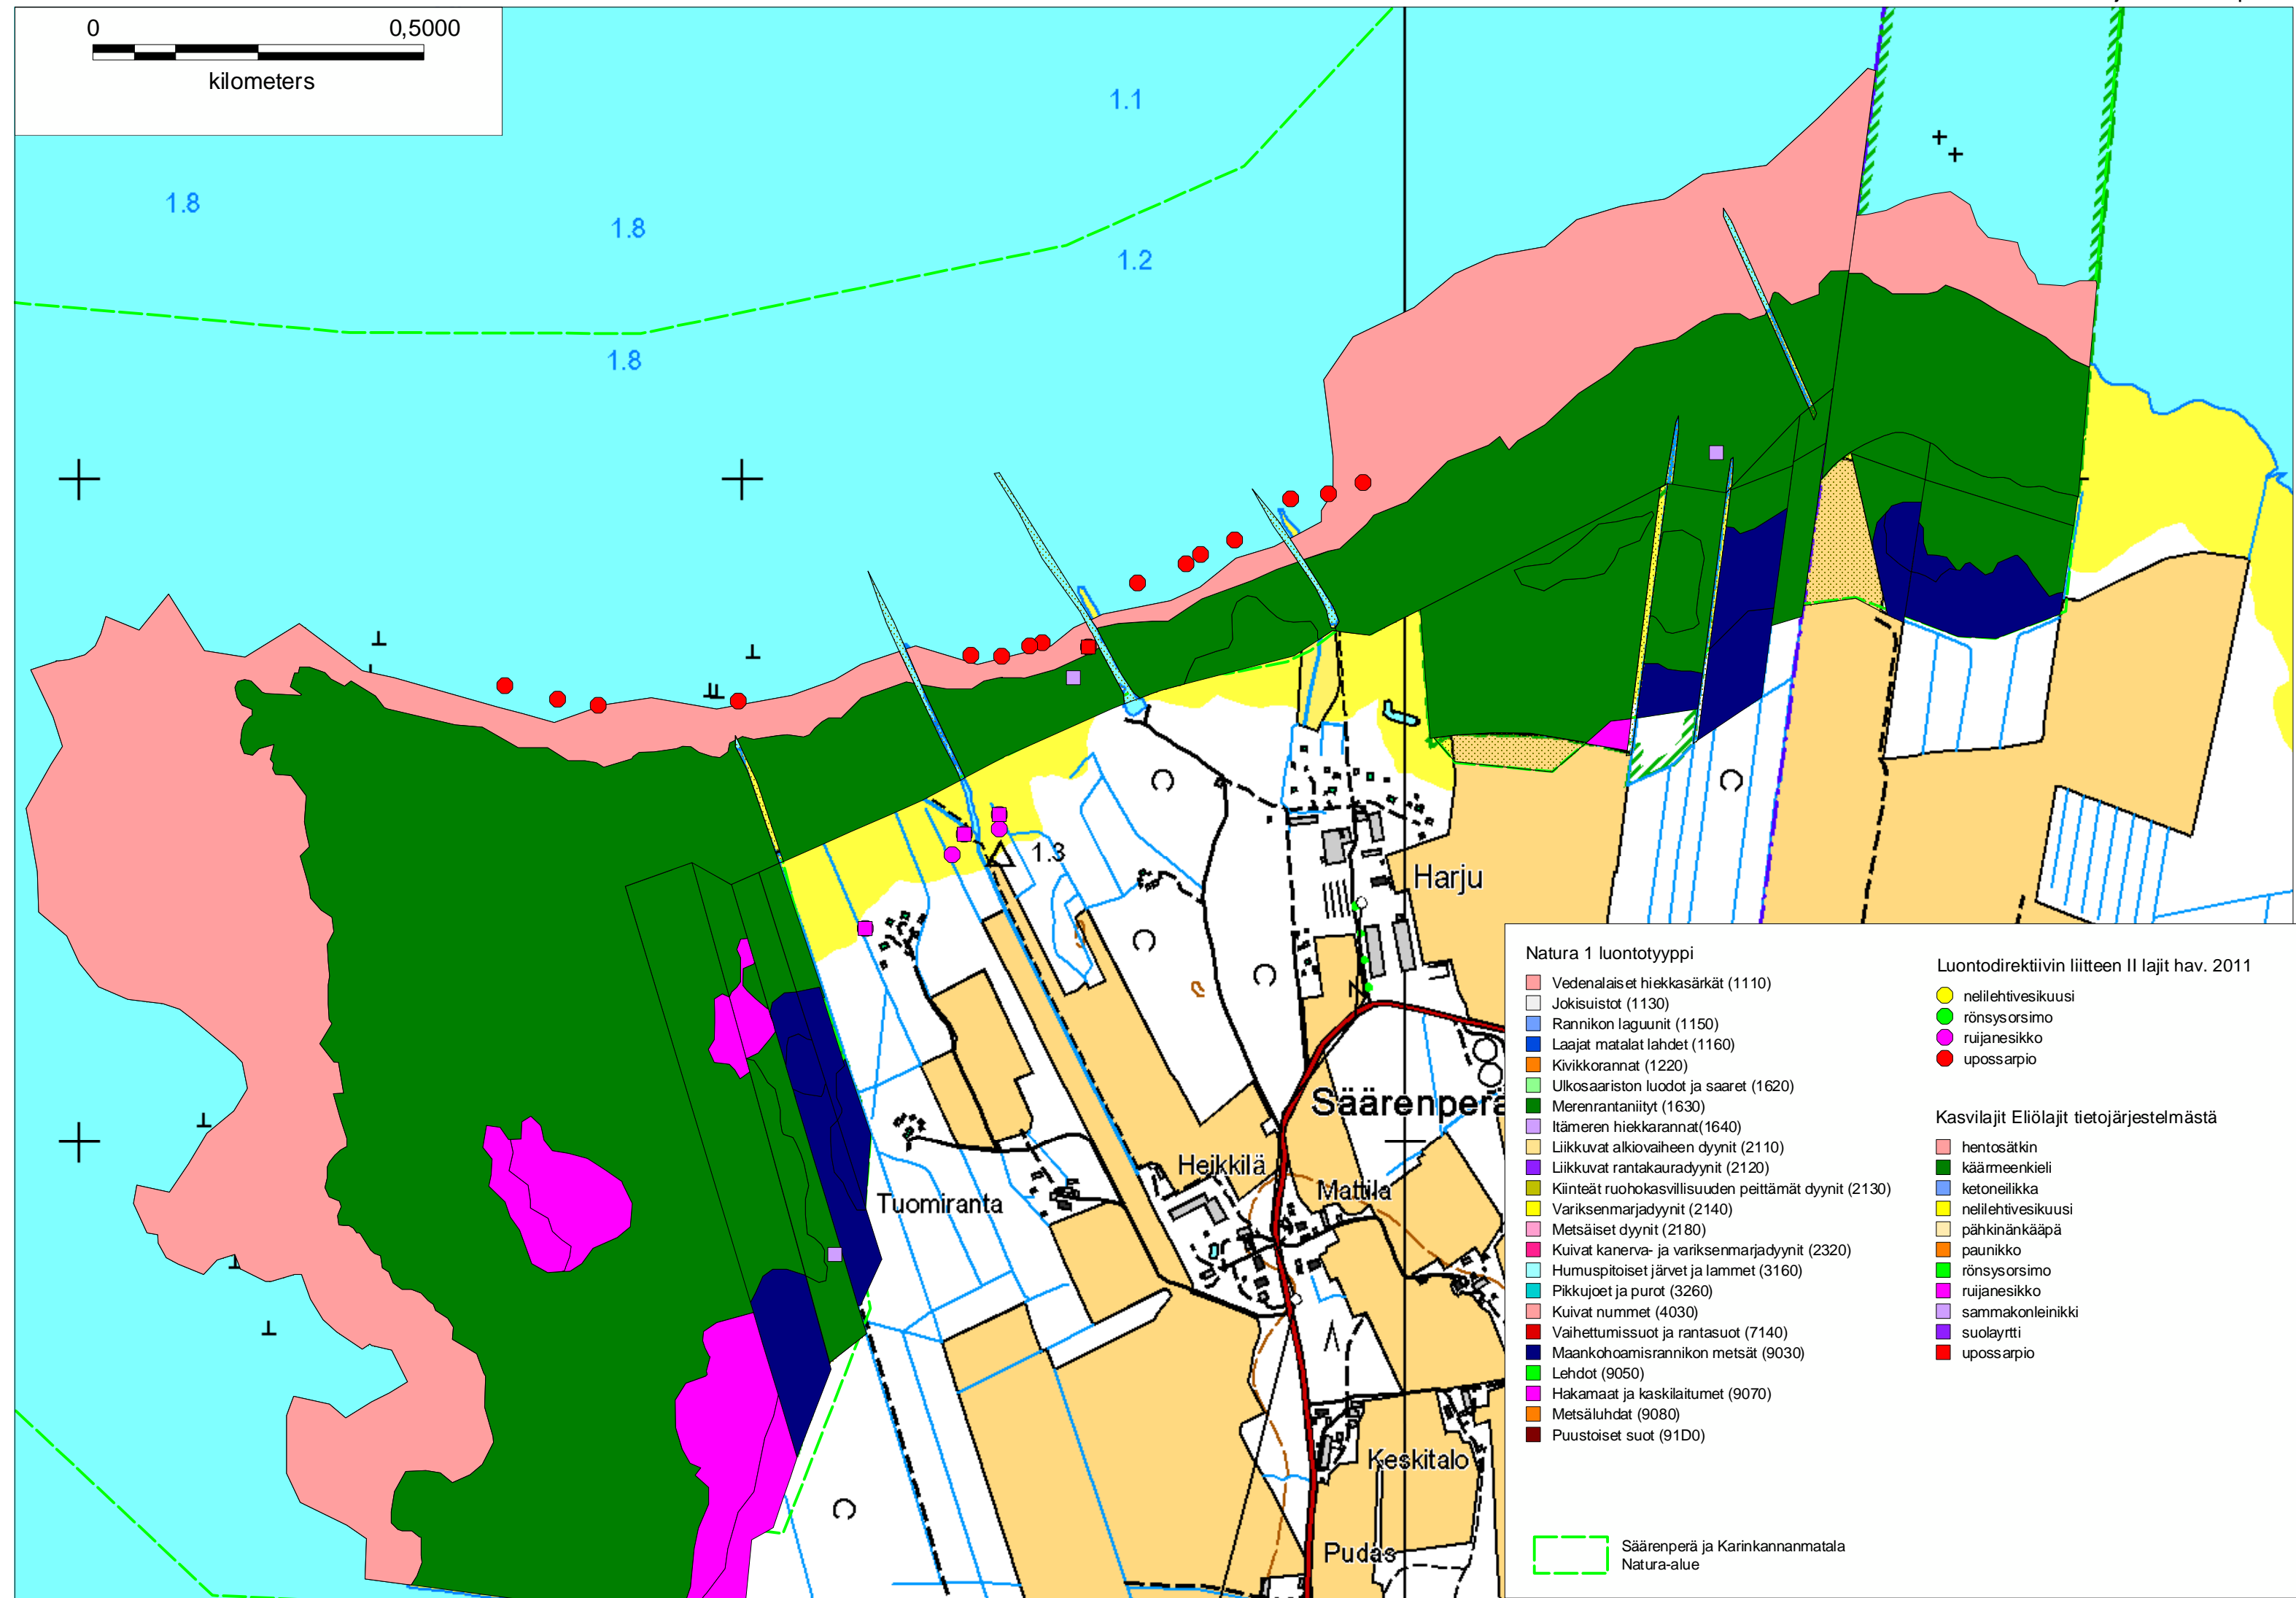 0 0,5000
kilometers
1.1
1.8
1.8
1.2
1.8
1.3
Harju
Säärenperä
Heikkilä
Mattila
Tuomiranta
Keskitalo
Pudas
Natura 1 luontotyyppi
Vedenalaiset hiekkasärkät (1110)
Jokisuistot (1130)
Rannikon laguunit (1150)
Laajat matalat lahdet (1160)
Kivikkorannat (1220)
Ulkosaariston luodot ja saaret (1620)
Merenrantaniityt (1630)
Itämeren hiekkarannat(1640)
Liikkuvat alkiovaiheen dyynit (2110)
Liikkuvat rantakauradyynit (2120)
Kiinteät ruohokasvillisuuden peittämät dyynit (2130)
Variksenmarjadyynit (2140)
Metsäiset dyynit (2180)
Kuivat kanerva- ja variksenmarjadyynit (2320)
Humuspitoiset järvet ja lammet (3160)
Pikkujoet ja purot (3260)
Kuivat nummet (4030)
Vaihettumissuot ja rantasuot (7140)
Maankohoamisrannikon metsät (9030)
Lehdot (9050)
Hakamaat ja kaskilaitumet (9070)
Metsäluhdat (9080)
Puustoiset suot (91D0)
Luontodirektiivin liitteen II lajit hav. 2011
nelilehtivesikuusi
rönsysorsimo
ruijanesikko
upossarpio
Kasvilajit Eliölajit tietojärjestelmästä
hentosätkin
käärmeenkieli
ketoneilikka
nelilehtivesikuusi
pähkinänkääpä
paunikko
rönsysorsimo
ruijanesikko
sammakonleinikki
suolayrtti
upossarpio
Säärenperä ja Karinkannanmatala
Natura-alue